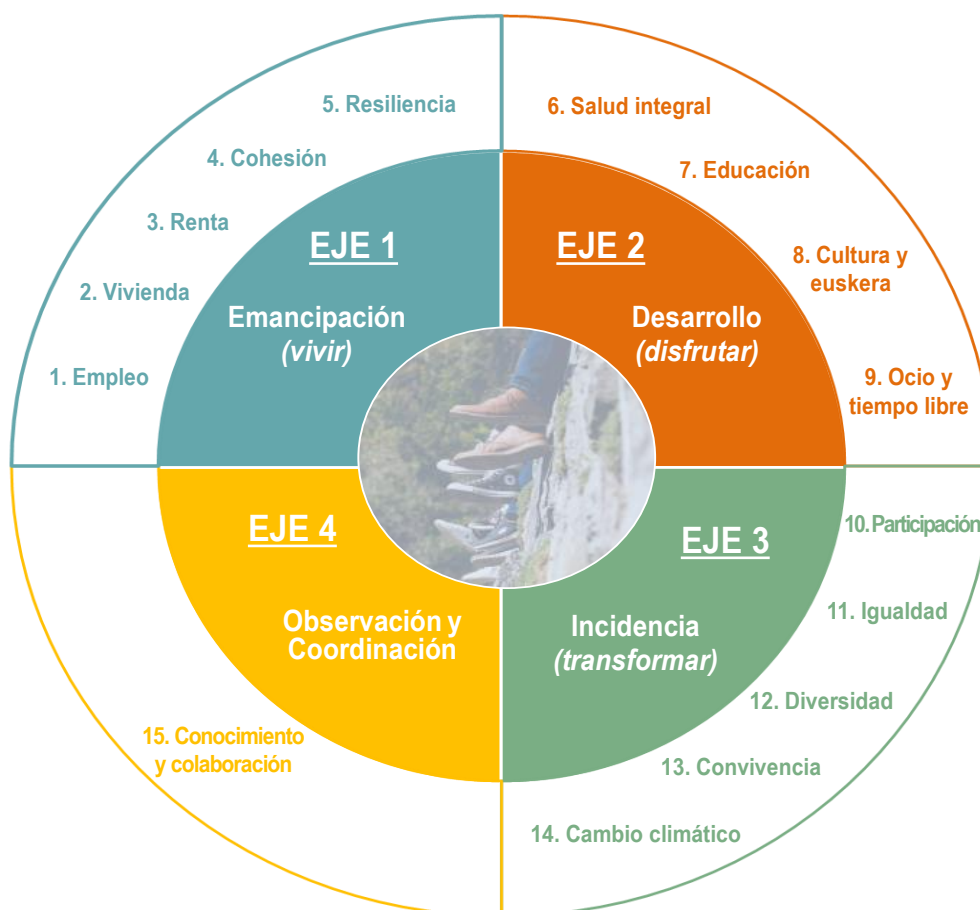 5. Resiliencia
4. Cohesión
3. Renta
2. Vivienda
1. Empleo
EJE 1
Emancipación
(vivir)
6. Salud integral
7. Educación
8. Cultura y
euskera
9. Ocio y
tiempo libre
EJE 2
Desarrollo
(disfrutar)
EJE 3
Incidencia
(transformar)
10. Participación
11. Igualdad
12. Diversidad
13. Convivencia
14. Cambio climático
EJE 4
Observación y
Coordinación
15. Conocimiento
y colaboración